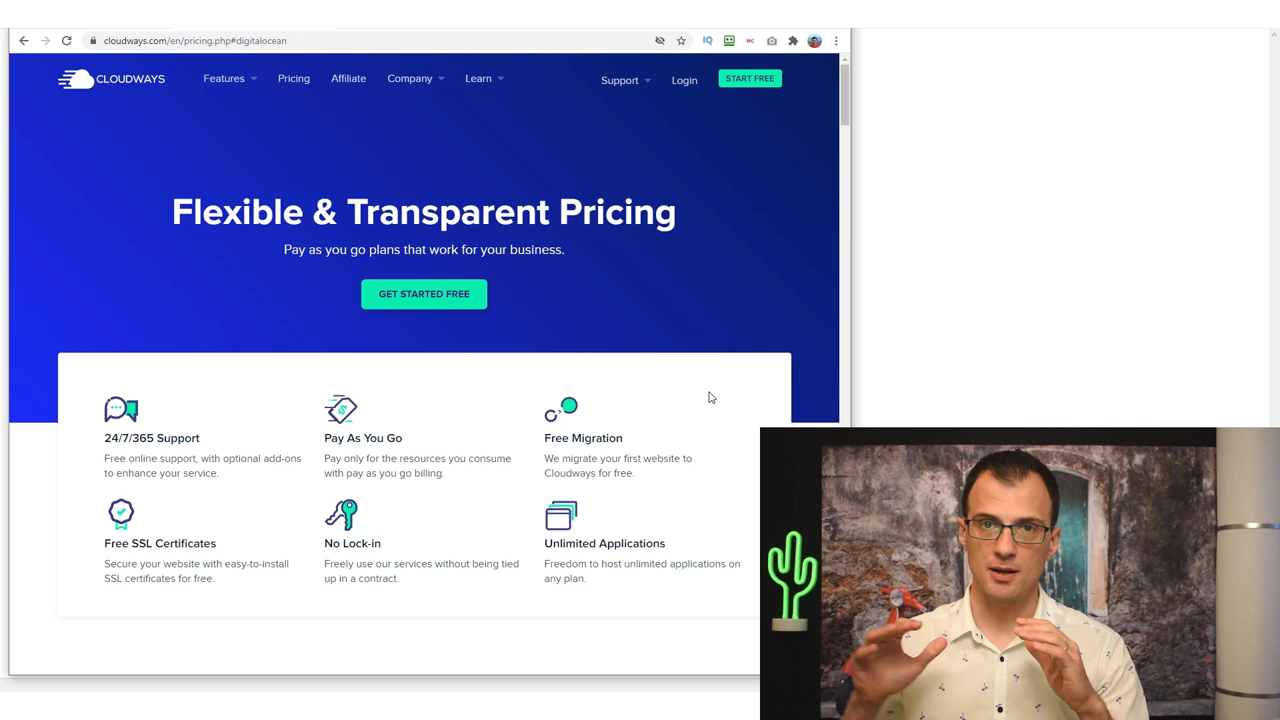 cloudways.com/en/pricing.php#digitalocean
IQ
WC
CLOUDWAYS
Features
Pricing
Affiliate
Company
Learn
Support
Login
START FREE
Flexible & Transparent Pricing
Pay as you go plans that work for your business.
GET STARTED FREE
24/7/365 Support
Free online support, with optional add-ons
to enhance your service.
Pay As You Go
Pay only for the resources you consume
with pay as you go billing.
Free Migration
We migrate your first website to
Cloudways for free.
Free SSL Certificates
Secure your website with easy-to-install
SSL certificates for free.
No Lock-in
Freely use our services without being tied
up in a contract.
Unlimited Applications
Freedom to host unlimited applications on
any plan.